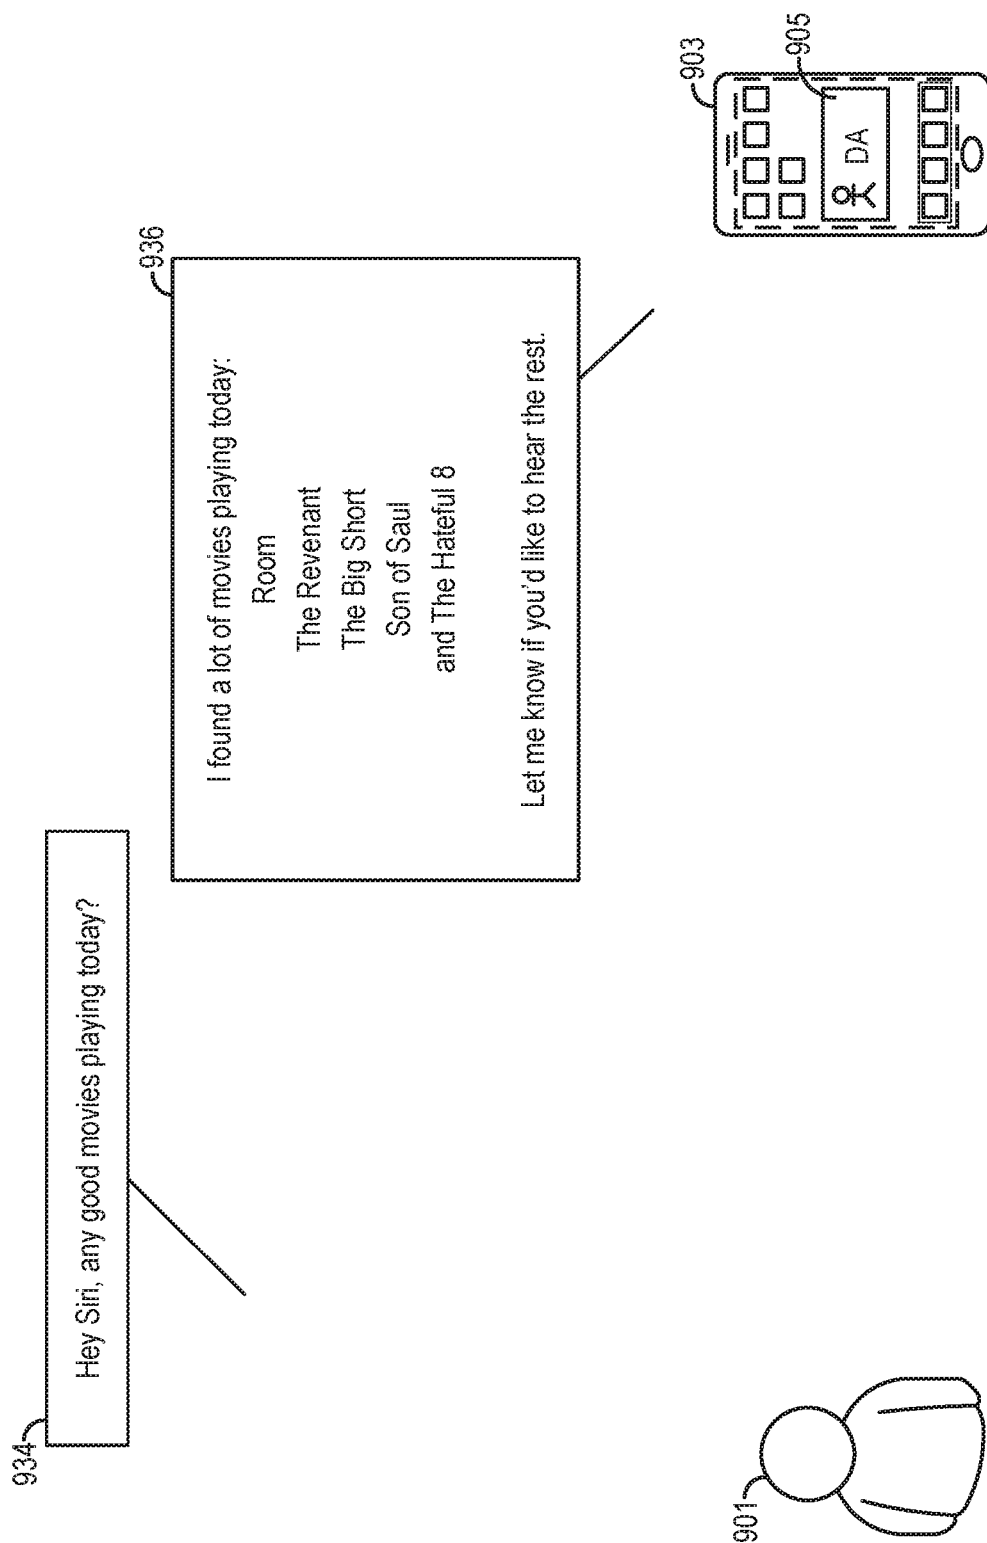 934
Hey Siri, any good movies playing today?
936
I found a lot of movies playing today:
Room
The Revenant
The Big Short
Son of Saul
and The Hateful 8
Let me know if you'd like to hear the rest.
901
903
905
DA